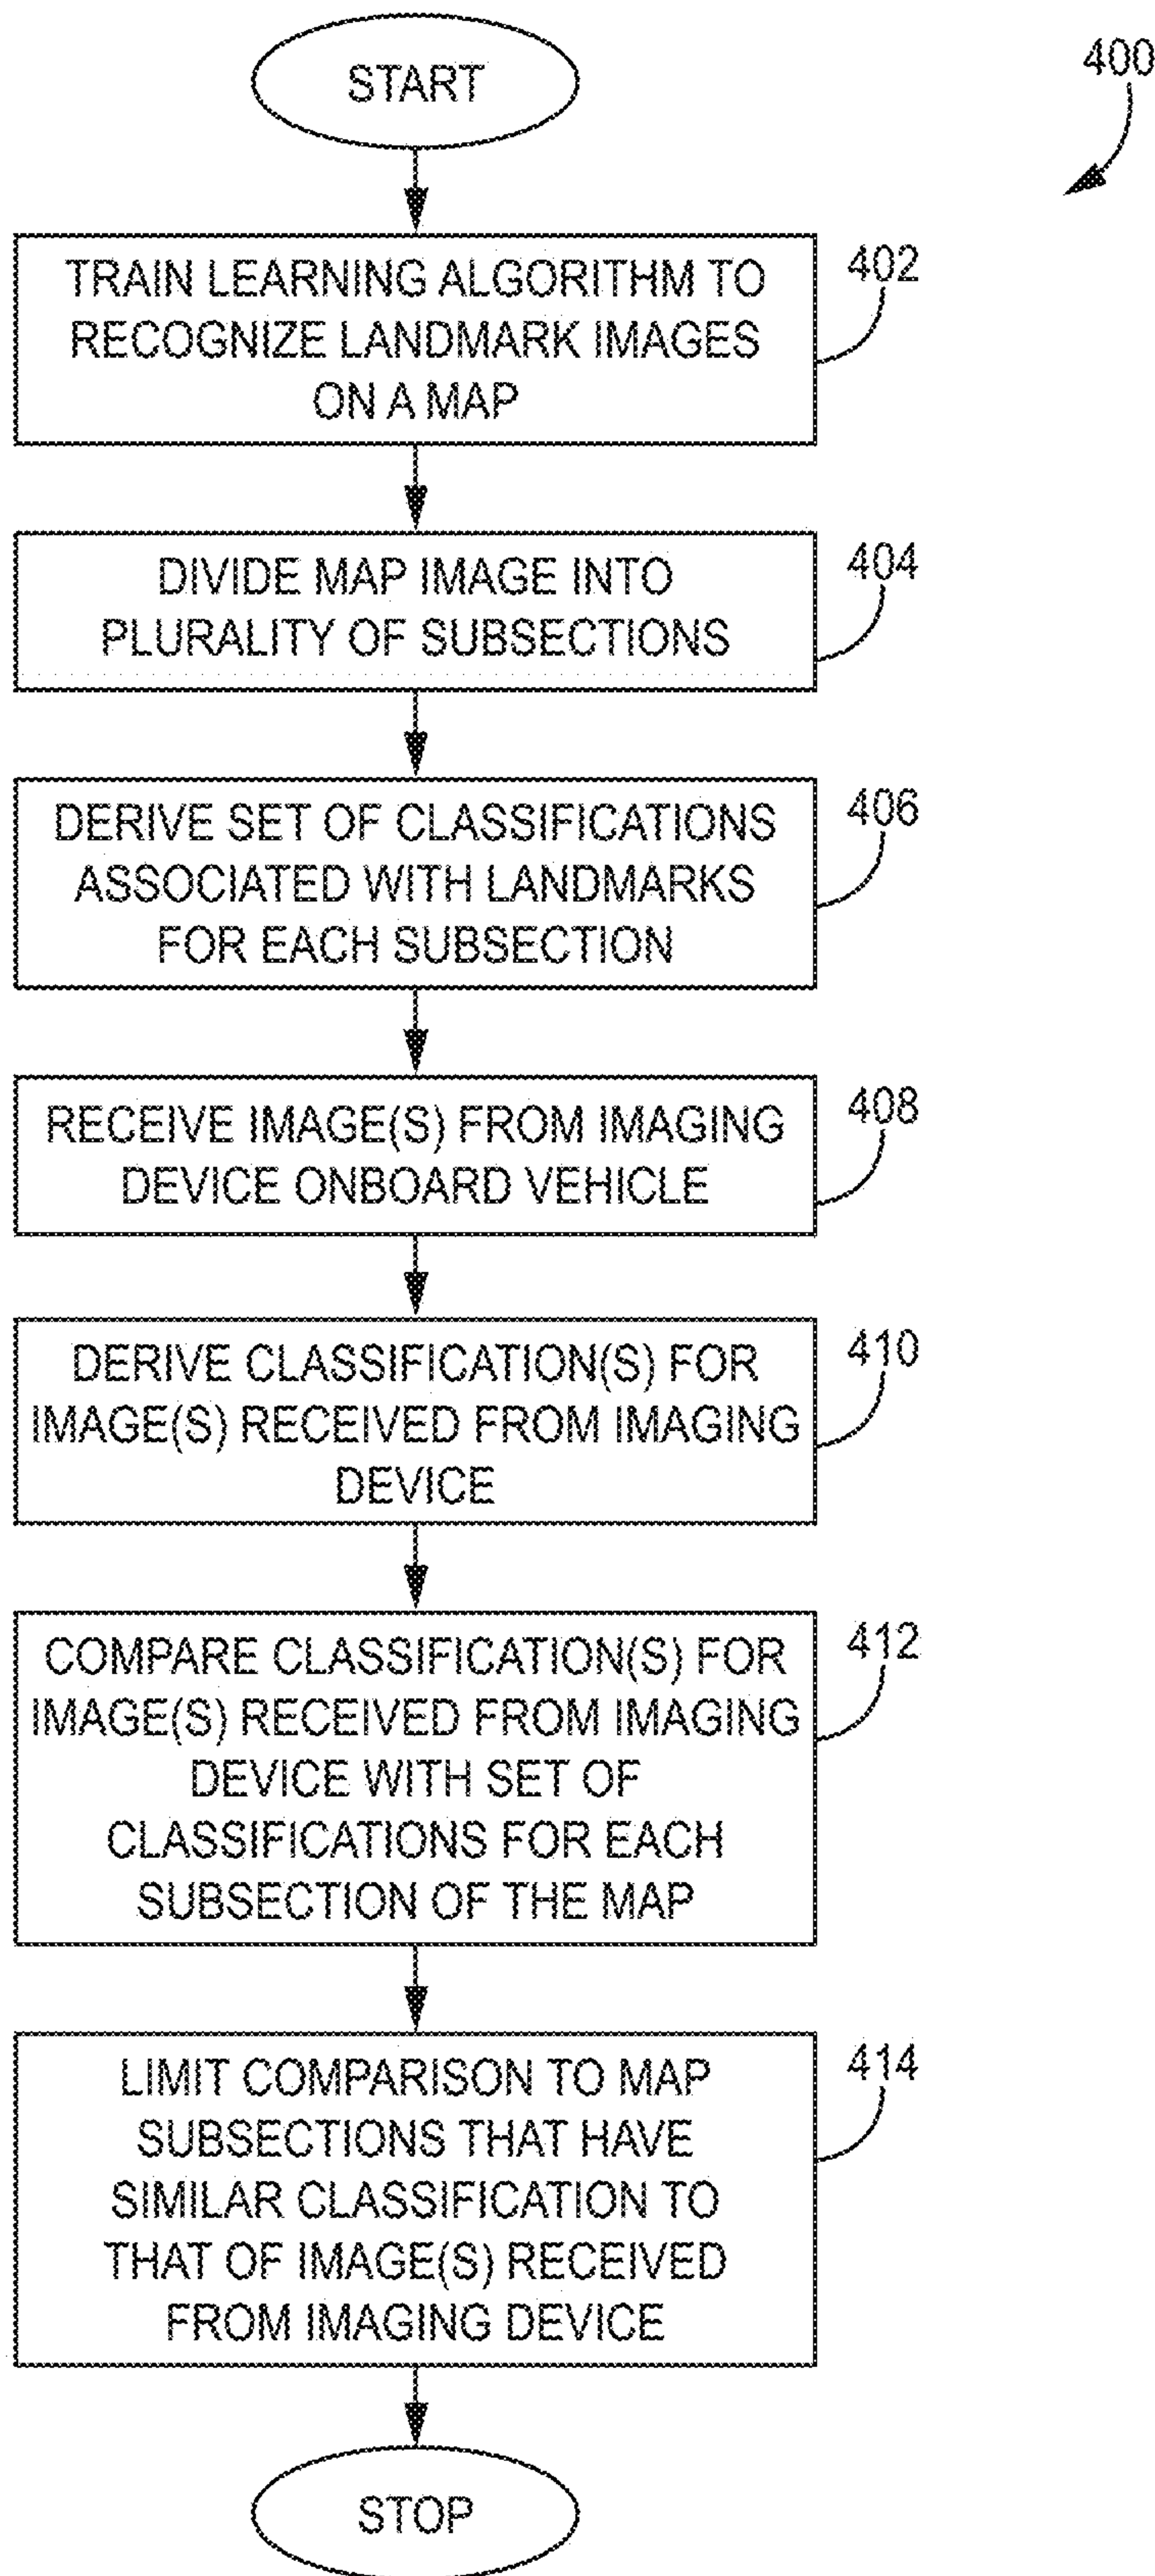 START
400
TRAIN LEARNING ALGORITHM TO
RECOGNIZE LANDMARK IMAGES
ON A MAP
402
DIVIDE MAP IMAGE INTO
PLURALITY OF SUBSECTIONS
404
DERIVE SET OF CLASSIFICATIONS
ASSOCIATED WITH LANDMARKS
FOR EACH SUBSECTION
406
RECEIVE IMAGE(S) FROM IMAGING
DEVICE ONBOARD VEHICLE
408
DERIVE CLASSIFICATION(S) FOR
IMAGE(S) RECEIVED FROM IMAGING
DEVICE
410
COMPARE CLASSIFICATION(S) FOR
IMAGE(S) RECEIVED FROM IMAGING
DEVICE WITH SET OF
CLASSIFICATIONS FOR EACH
SUBSECTION OF THE MAP
412
LIMIT COMPARISON TO MAP
SUBSECTIONS THAT HAVE
SIMILAR CLASSIFICATION TO
THAT OF IMAGE(S) RECEIVED
FROM IMAGING DEVICE
414
STOP